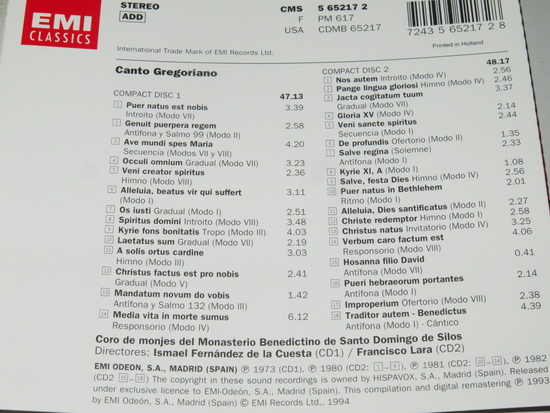 EMI
CLASSICS
STEREO
ADD
CMS 5 65217 2
F PM 617
USA CDMB 65217
7243 5 65217 2 8
International Trade Mark of EMI Records Ltd.
Printed in Holland
Canto Gregoriano
COMPACT DISC 1 47.13
1 Puer natus est nobis 3.39
Introito (Modo VII)
2 Genuit puerpera regem 2.58
Antífona y Salmo 99 (Modo II)
3 Ave mundi spes Maria 4.20
Secuencia (Modos VII y VIII)
4 Occuli omnium Gradual (Modo VII) 3.23
5 Veni creator spiritus 2.36
Himno (Modo VIII)
6 Alleluia, beatus vir qui suffert 3.11
(Modo I)
7 Os iusti Gradual (Modo I) 2.51
8 Spiritus domini Introito (Modo VIII) 3.48
9 Kyrie fons bonitatis Tropo (Modo III) 4.03
10 Laetatus sum Gradual (Modo VII) 2.19
11 A solis ortus cardine 3.03
Himno (Modo III)
12 Christus factus est pro nobis 2.41
Gradual (Modo V)
13 Mandatum novum do vobis 1.42
Antífona y Salmo 132 (Modo III)
14 Media vita in morte sumus 6.12
Responsorio (Modo IV)
COMPACT DISC 2 48.17
1 Nos autem Introito (Modo IV) 2.56
2 Pange lingua gloriosi Himno (Modo IV) 2.46
3 Jacta cogitatum tuum 3.37
Gradual (Modo VII)
4 Gloria XV (Modo IV) 2.14
5 Veni sancte spiritus 2.44
Secuencia (Modo I)
6 De profundis Ofertorio (Modo II) 1.35
7 Salve regina (Solemne) 2.33
Antífona (Modo I)
8 Kyrie XI, A (Modo I) 1.08
9 Salve, festa Dies Himno (Modo IV) 2.56
10 Puer natus in Bethlehem 2.01
Ritmo (Modo I)
11 Alleluia, Dies santificatus (Modo II) 2.27
12 Christe redemptor Himno (Modo I) 2.58
13 Christus natus Invitatorio (Modo IV) 3.25
14 Verbum caro factum est 4.06
Responsorio (Modo VIII)
15 Hosanna filio David 0.41
Antífona (Modo VII)
16 Pueri hebraeorum portantes 2.14
Antífona (Modo I)
17 Improperium Ofertorio (Modo VIII) 2.38
18 Traditor autem - Benedictus 4.39
Antífona (Modo I) - Cántico
Coro de monjes del Monasterio Benedictino de Santo Domingo de Silos
Directores: Ismael Fernández de la Cuesta (CD1) / Francisco Lara (CD2)
EMI ODEON, S.A., MADRID (SPAIN) ℗ 1973 (CD1), ℗ 1980 (CD2: 1-9), ℗ 1981 (CD2: 10-14), ℗ 1982
(CD2 15-18) The copyright in these sound recordings is owned by HISPAVOX, S.A., Madrid (Spain). Released
under exclusive licence to EMI-Odeón, S.A., Madrid (Spain). This compilation and digital remastering ℗ 1993
by EMI Odeón, S.A., Madrid (Spain) © EMI Records Ltd., 1994